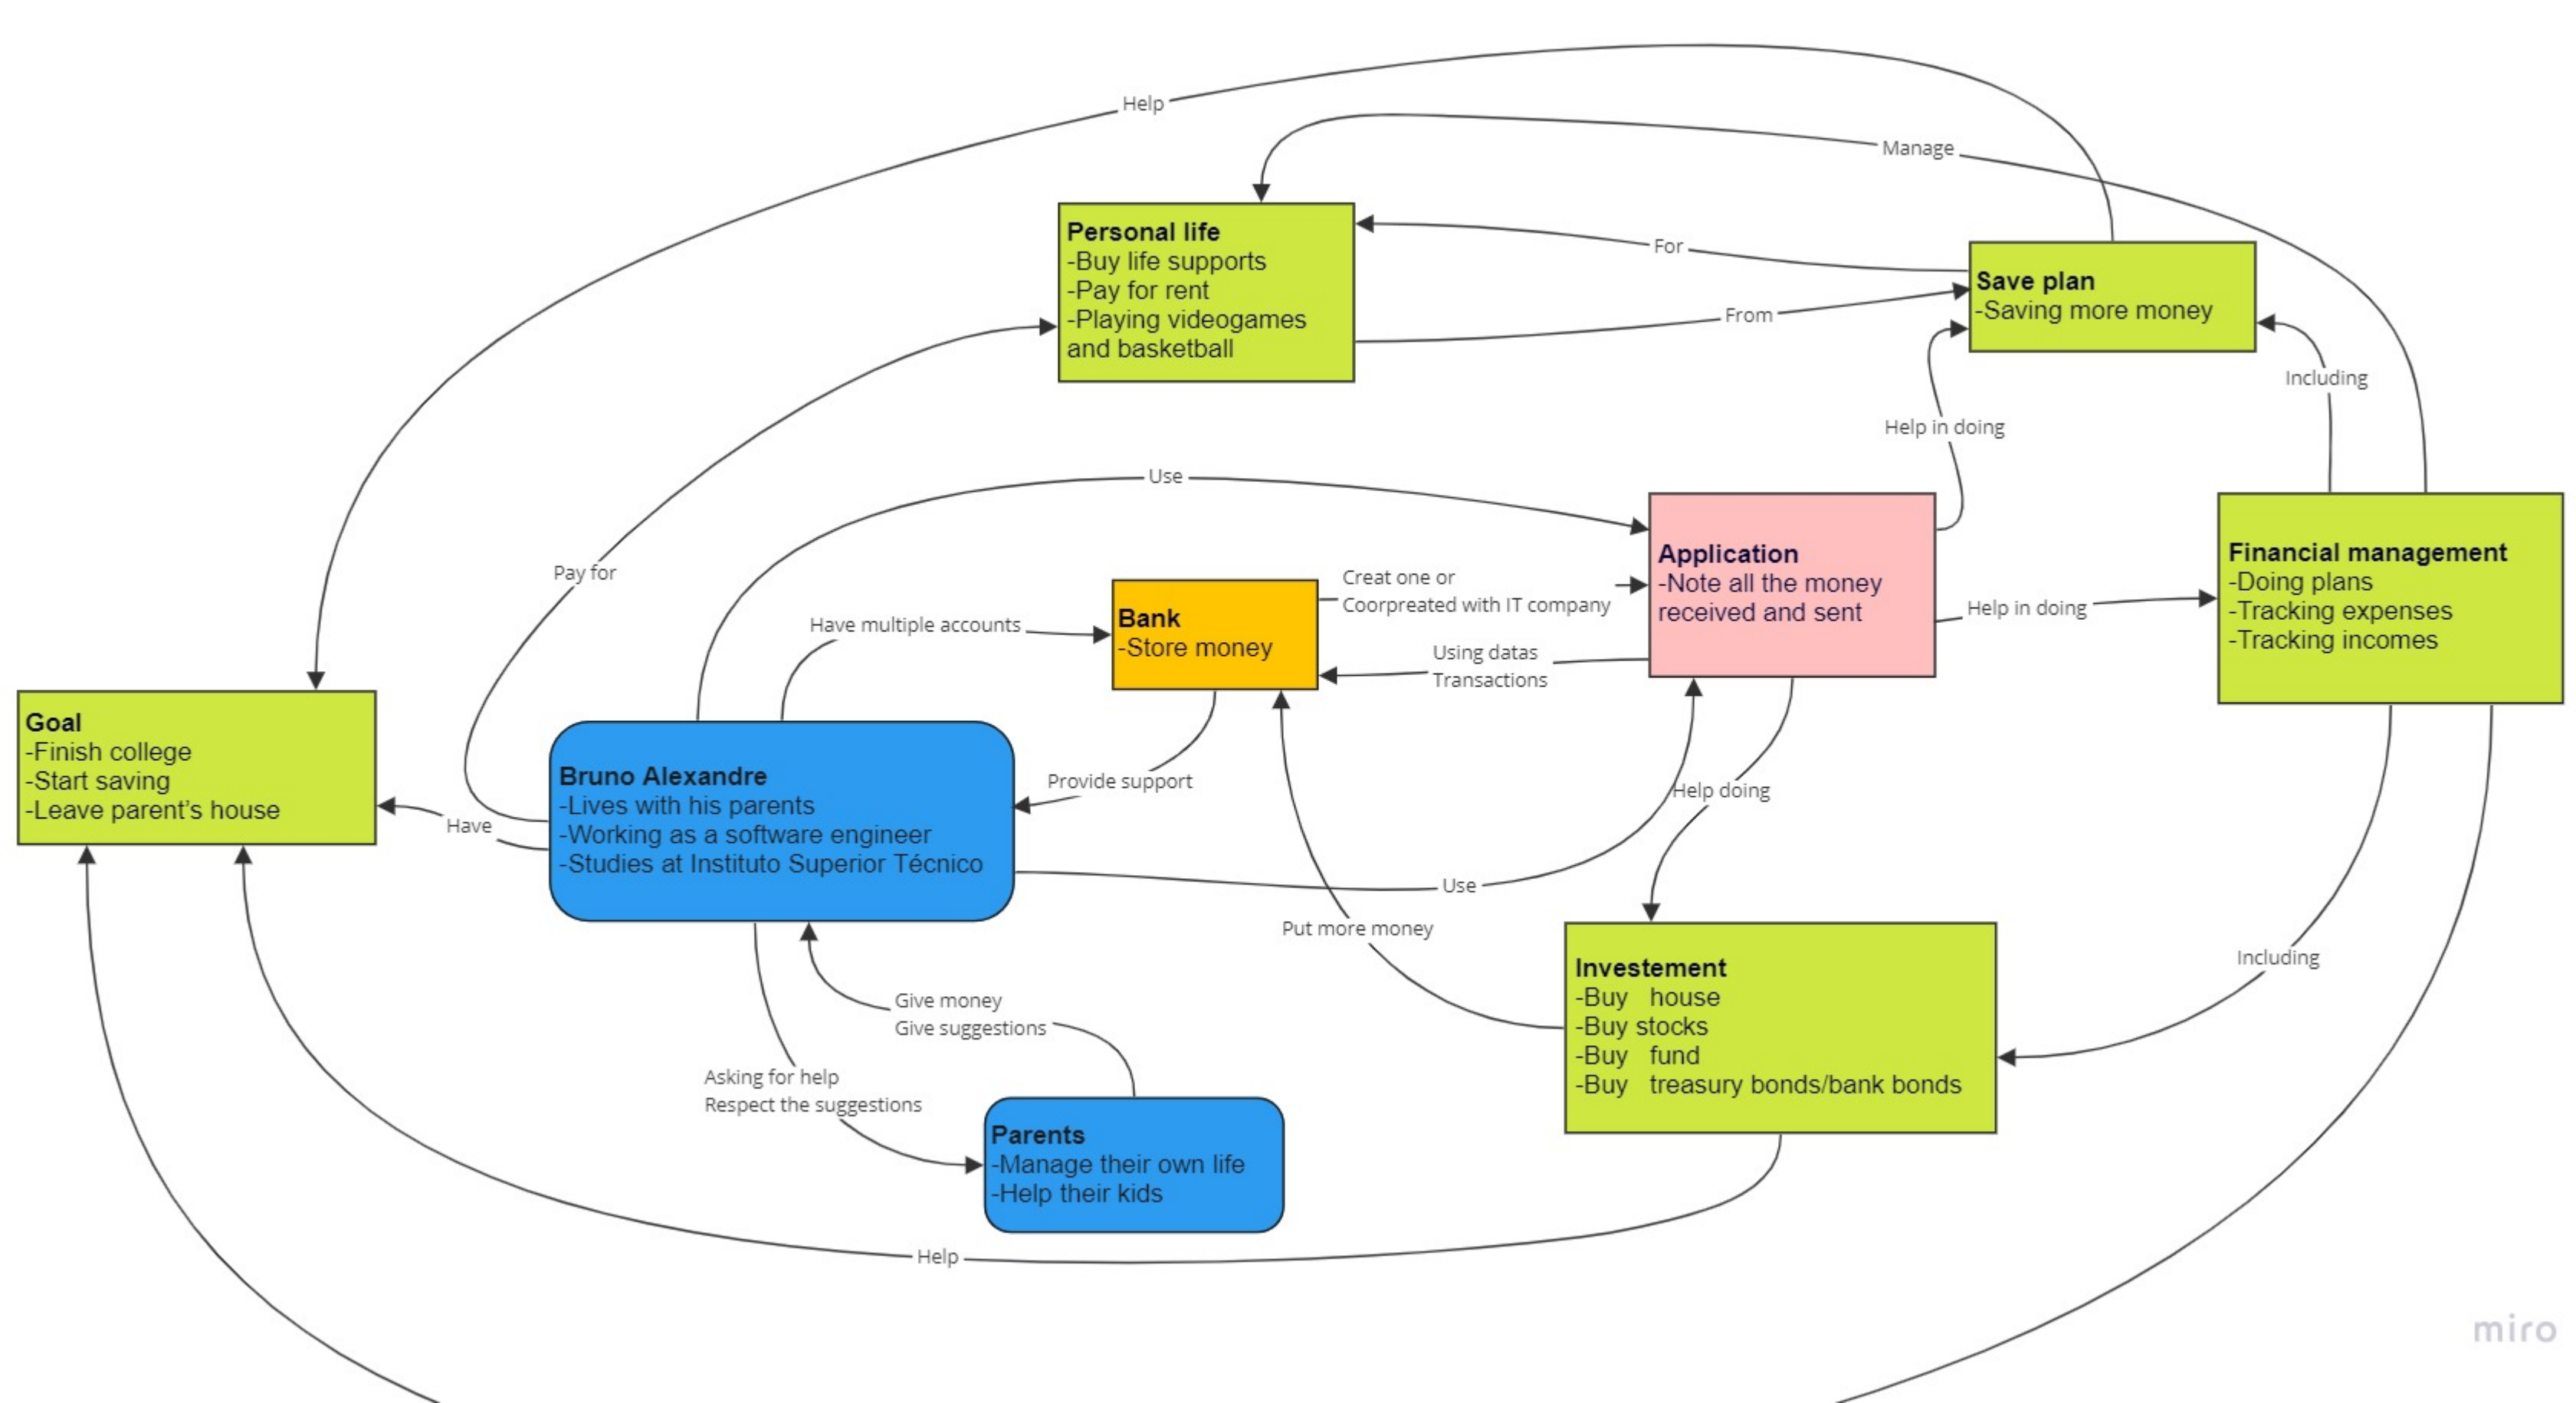 Help
Manage
Personal life
-Buy life supports
-Pay for rent
-Playing videogames
and basketball
For
From
Save plan
-Saving more money
Including
Help in doing
Use
Pay for
Application
-Note all the money
received and sent
Financial management
-Doing plans
-Tracking expenses
-Tracking incomes
Help in doing
Creat one or
Coorpreated with IT company
Bank
-Store money
Have multiple accounts
Using datas
Transactions
Goal
-Finish college
-Start saving
-Leave parent's house
Have
Bruno Alexandre
-Lives with his parents
-Working as a software engineer
-Studies at Instituto Superior Técnico
Provide support
Help doing
Use
Put more money
Investement
-Buy house
-Buy stocks
-Buy fund
-Buy treasury bonds/bank bonds
Including
Give money
Give suggestions
Asking for help
Respect the suggestions
Parents
-Manage their own life
-Help their kids
Help
miro